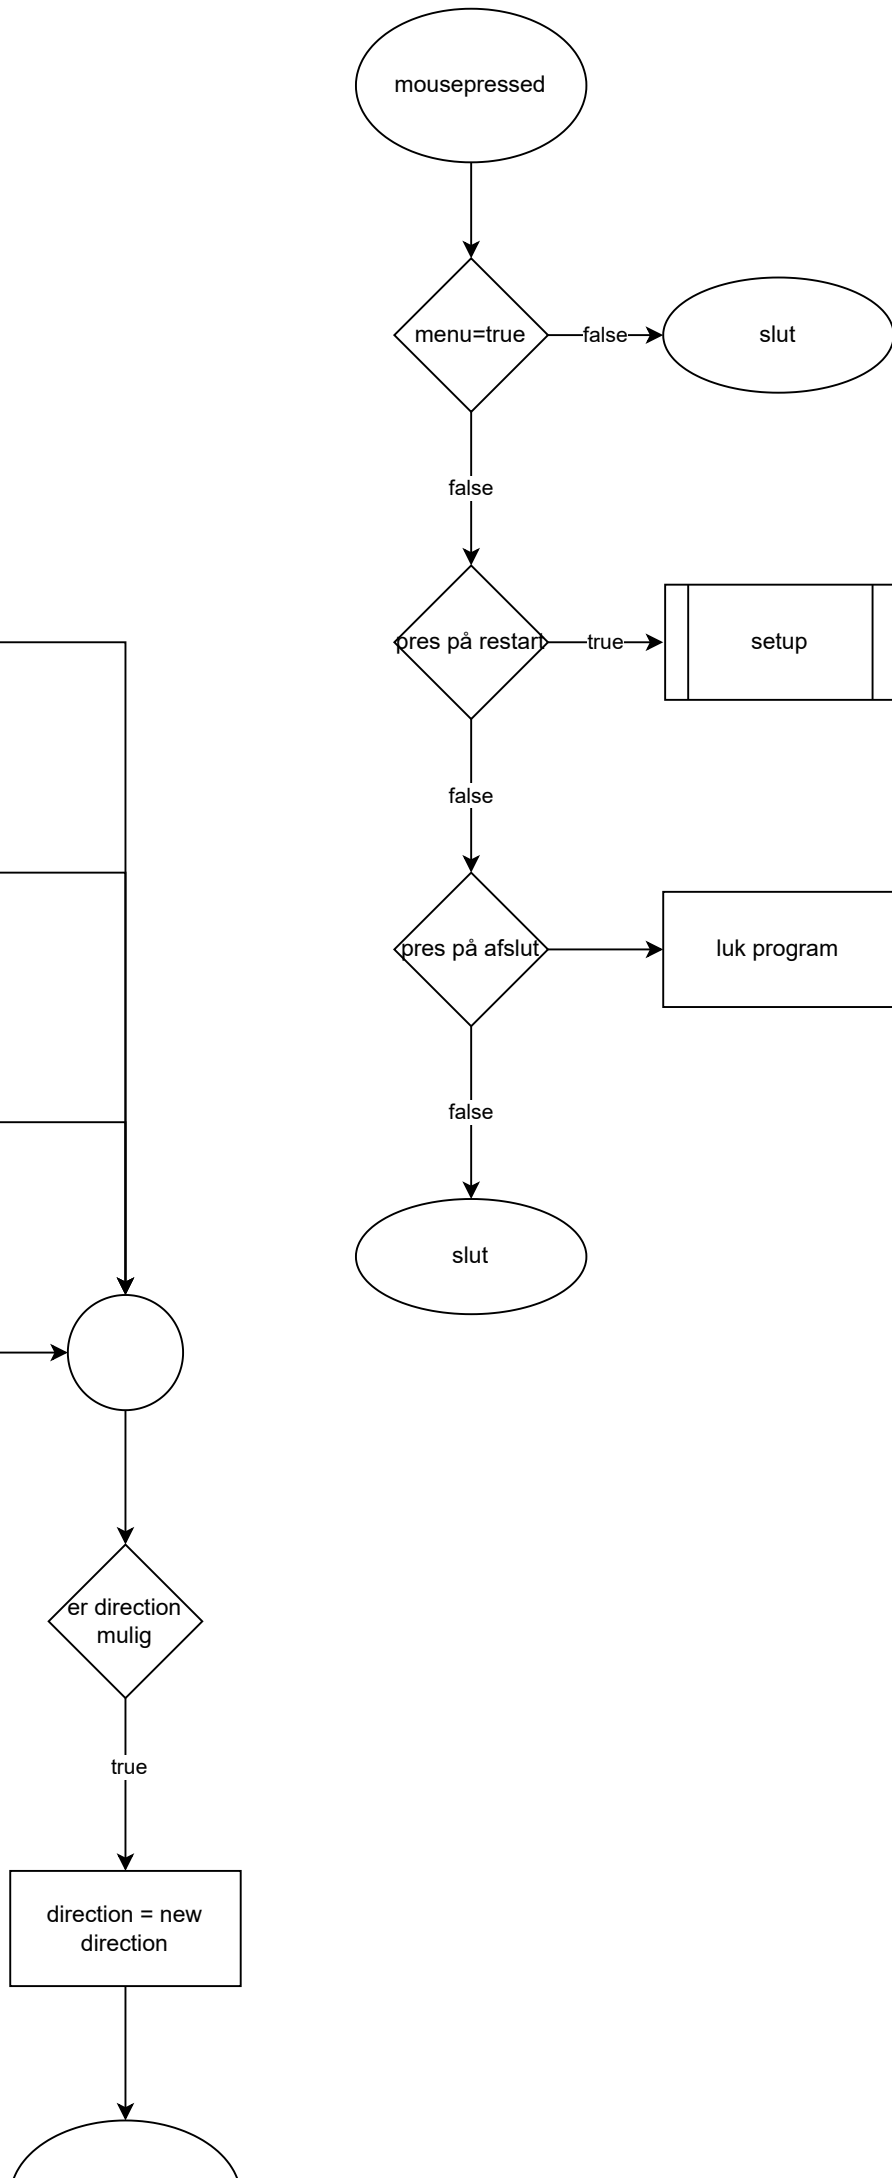 mousepressed
menu=true
false
slut
false
pres på restart
true
setup
false
pres på afslut
luk program
false
slut
er direction
mulig
true
direction = new
direction